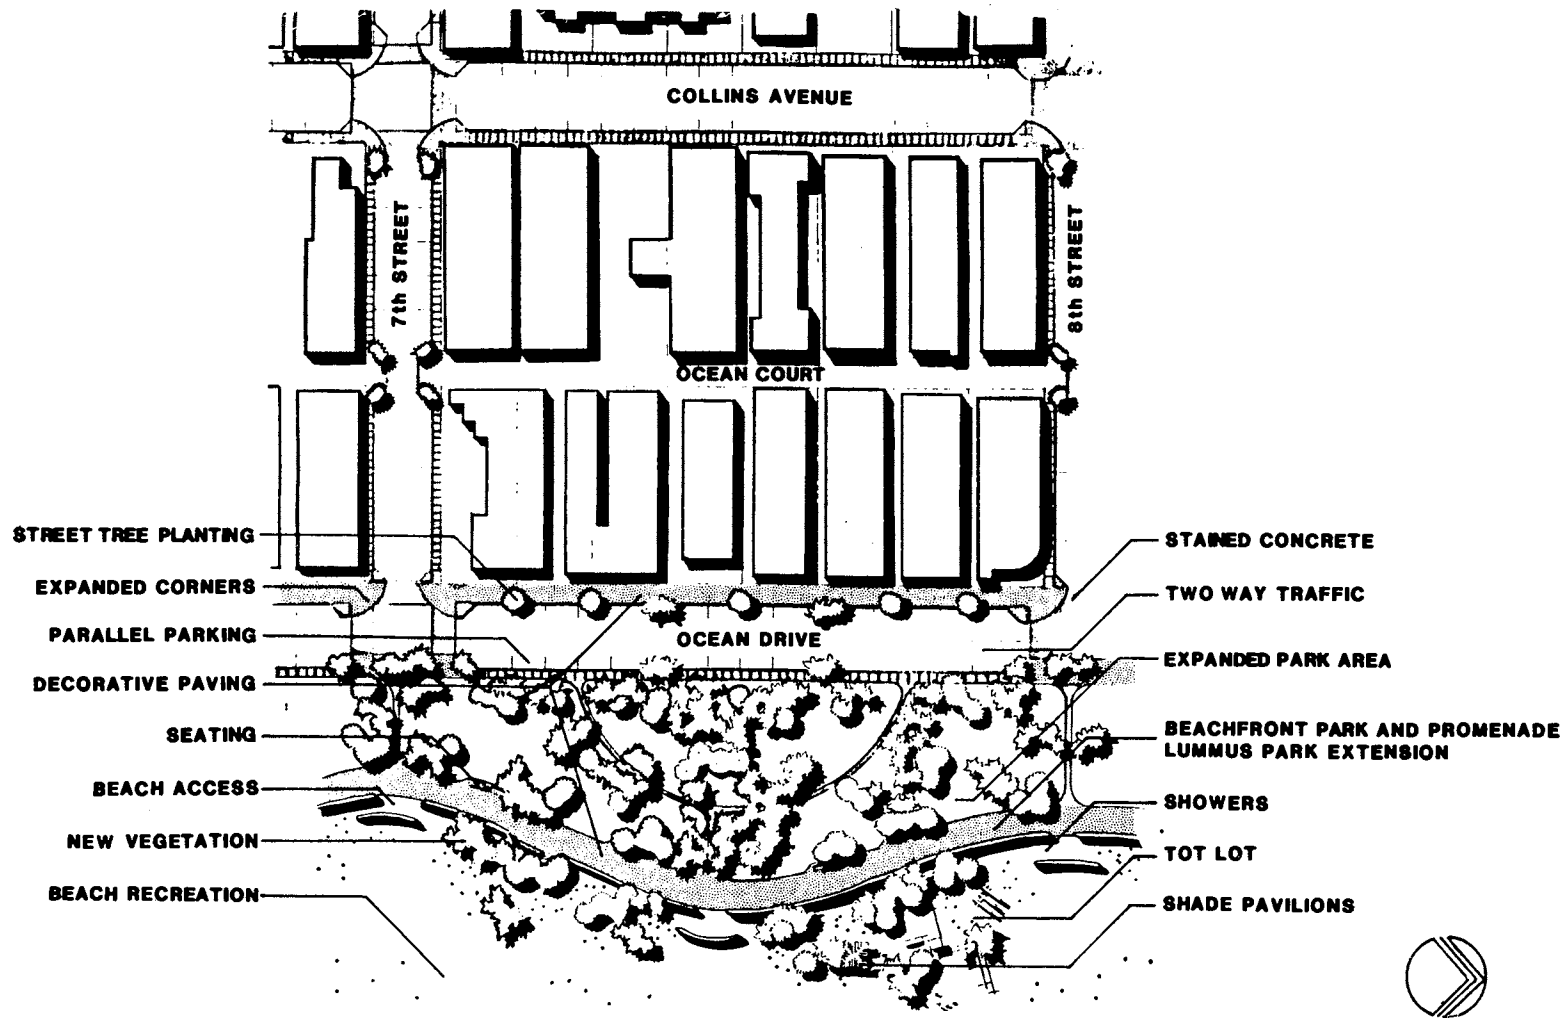 COLLINS AVENUE
7th STREET
8th STREET
OCEAN COURT
OCEAN DRIVE
STREET TREE PLANTING
EXPANDED CORNERS
PARALLEL PARKING
DECORATIVE PAVING
SEATING
BEACH ACCESS
NEW VEGETATION
BEACH RECREATION
STAINED CONCRETE
TWO WAY TRAFFIC
EXPANDED PARK AREA
BEACHFRONT PARK AND PROMENADE
LUMMUS PARK EXTENSION
SHOWERS
TOT LOT
SHADE PAVILIONS